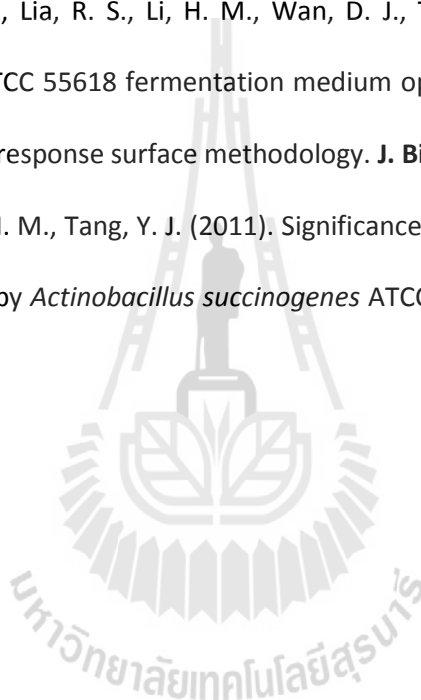 , Lia, R. S., Li, H. M., Wan, D. J., T
CC 55618 fermentation medium op
response surface methodology. J. Bi
M., Tang, Y. J. (2011). Significance
by Actinobacillus succinogenes ATCC
มหาวิทยาลัยเทคโนโลยีสุรนารี